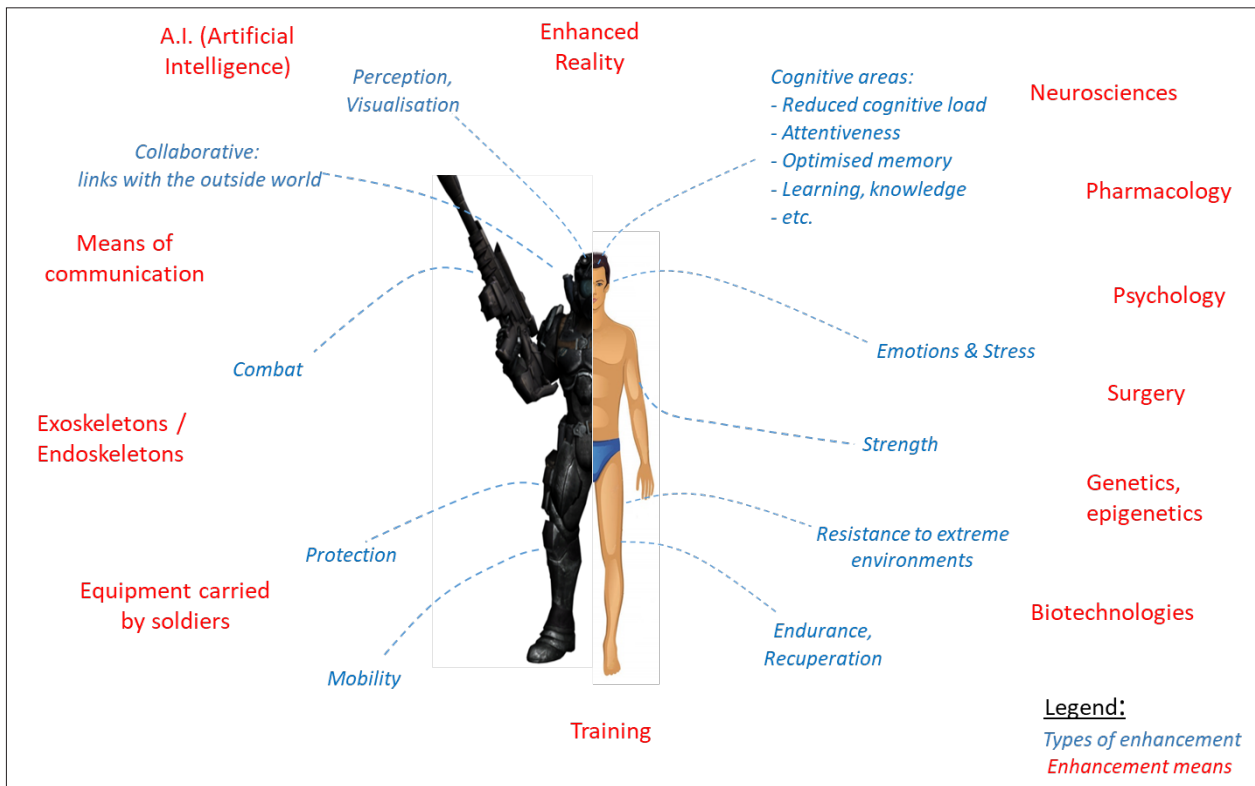 A.I. (Artificial
Intelligence)
Enhanced
Reality
Perception,
Visualisation
Cognitive areas:
- Reduced cognitive load
- Attentiveness
- Optimised memory
- Learning, knowledge
- etc.
Neurosciences
Collaborative:
links with the outside world
Pharmacology
Means of
communication
Psychology
Emotions & Stress
Combat
Surgery
Exoskeletons /
Endoskeletons
Strength
Genetics,
epigenetics
Resistance to extreme
environments
Protection
Equipment carried
by soldiers
Biotechnologies
Endurance,
Recuperation
Mobility
Training
Legend:
Types of enhancement
Enhancement means